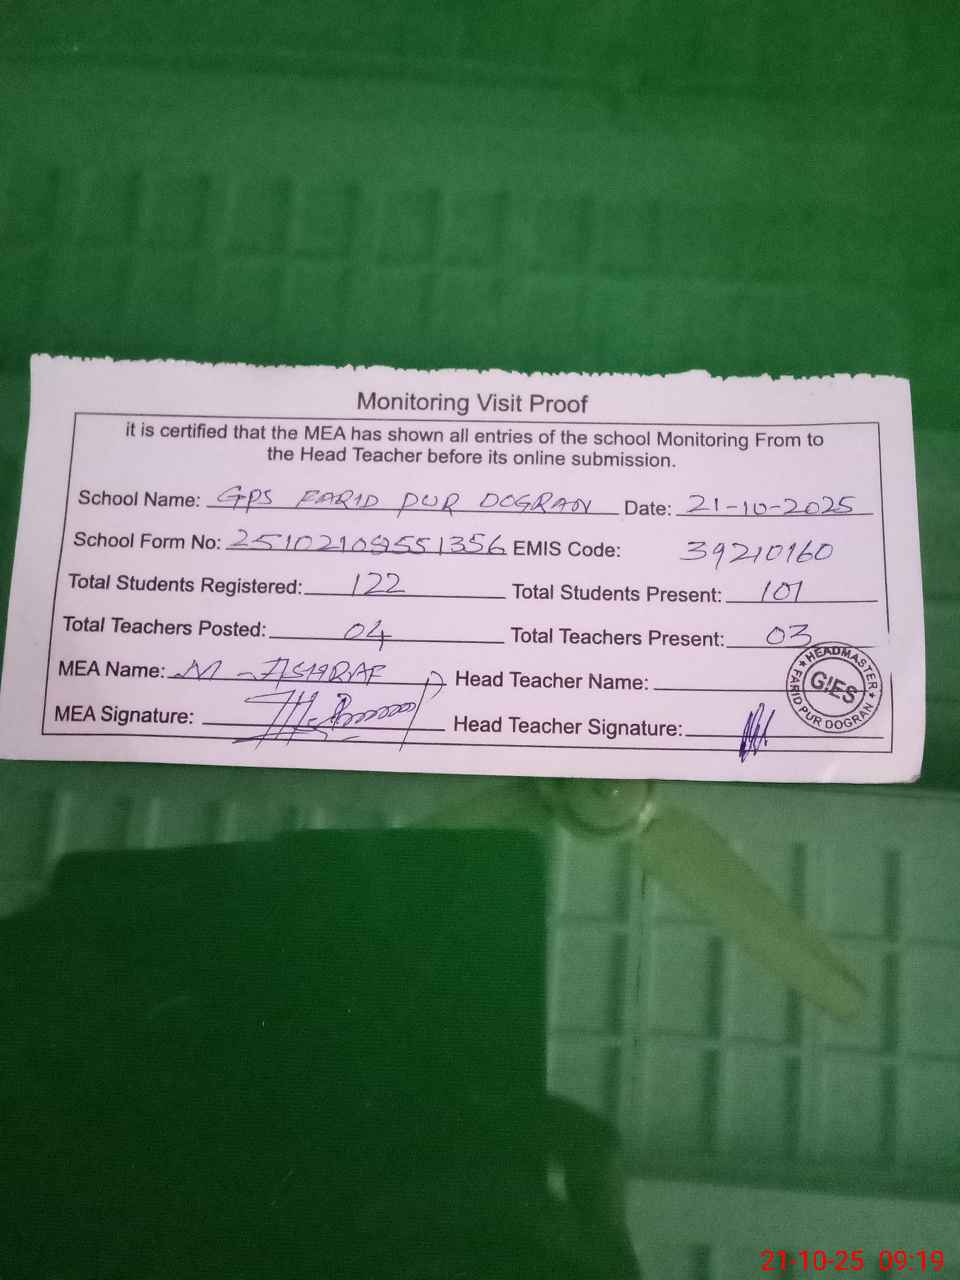 Monitoring Visit Proof
it is certified that the MEA has shown all entries of the school Monitoring From to
the Head Teacher before its online submission.
School Name: GPS FARID PUR DOGRAN Date: 21-10-2025
School Form No: 25102109551356 EMIS Code: 39210160
Total Students Registered: 122 Total Students Present: 101
Total Teachers Posted: 04 Total Teachers Present: 03
MEA Name: M-ASHRAF Head Teacher Name:
MEA Signature: Head Teacher Signature:
★ HEADMASTER ★
G!ES
FARID PUR DOGRAN
21-10-25 09:19